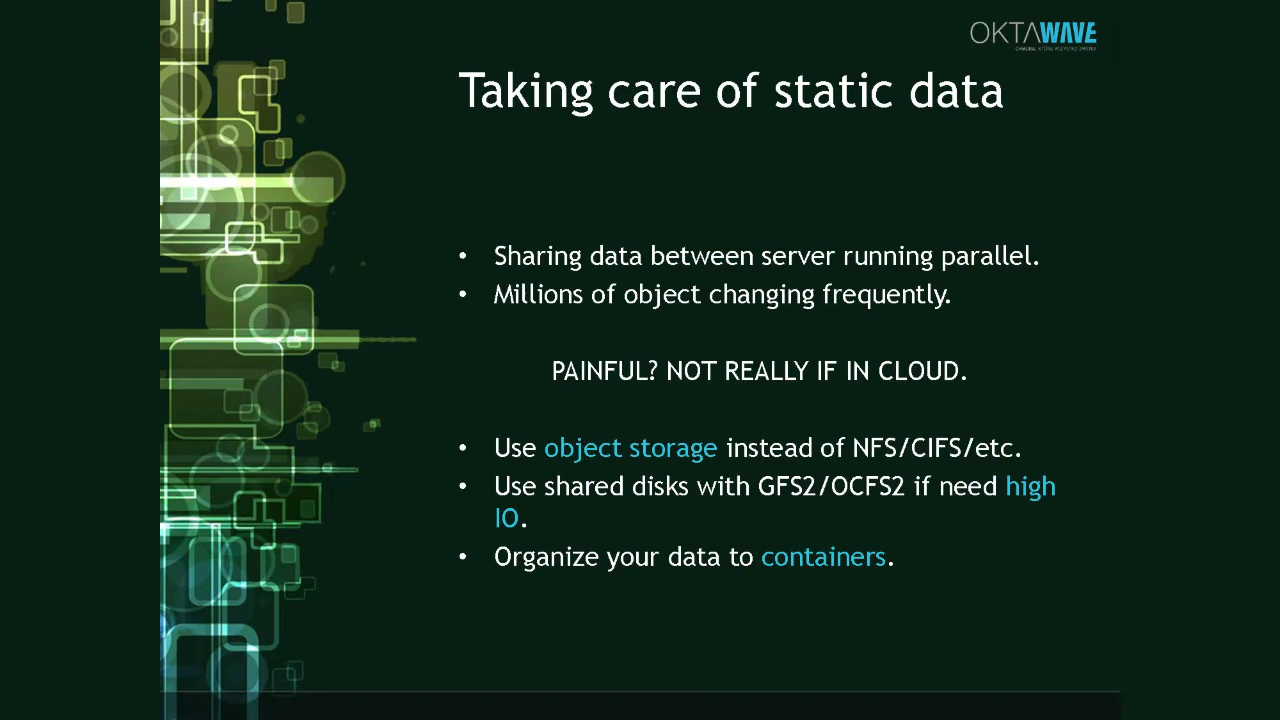 OKTAWAVE
Taking care of static data
• Sharing data between server running parallel.
• Millions of object changing frequently.
PAINFUL? NOT REALLY IF IN CLOUD.
• Use object storage instead of NFS/CIFS/etc.
• Use shared disks with GFS2/OCFS2 if need high
IO.
• Organize your data to containers.